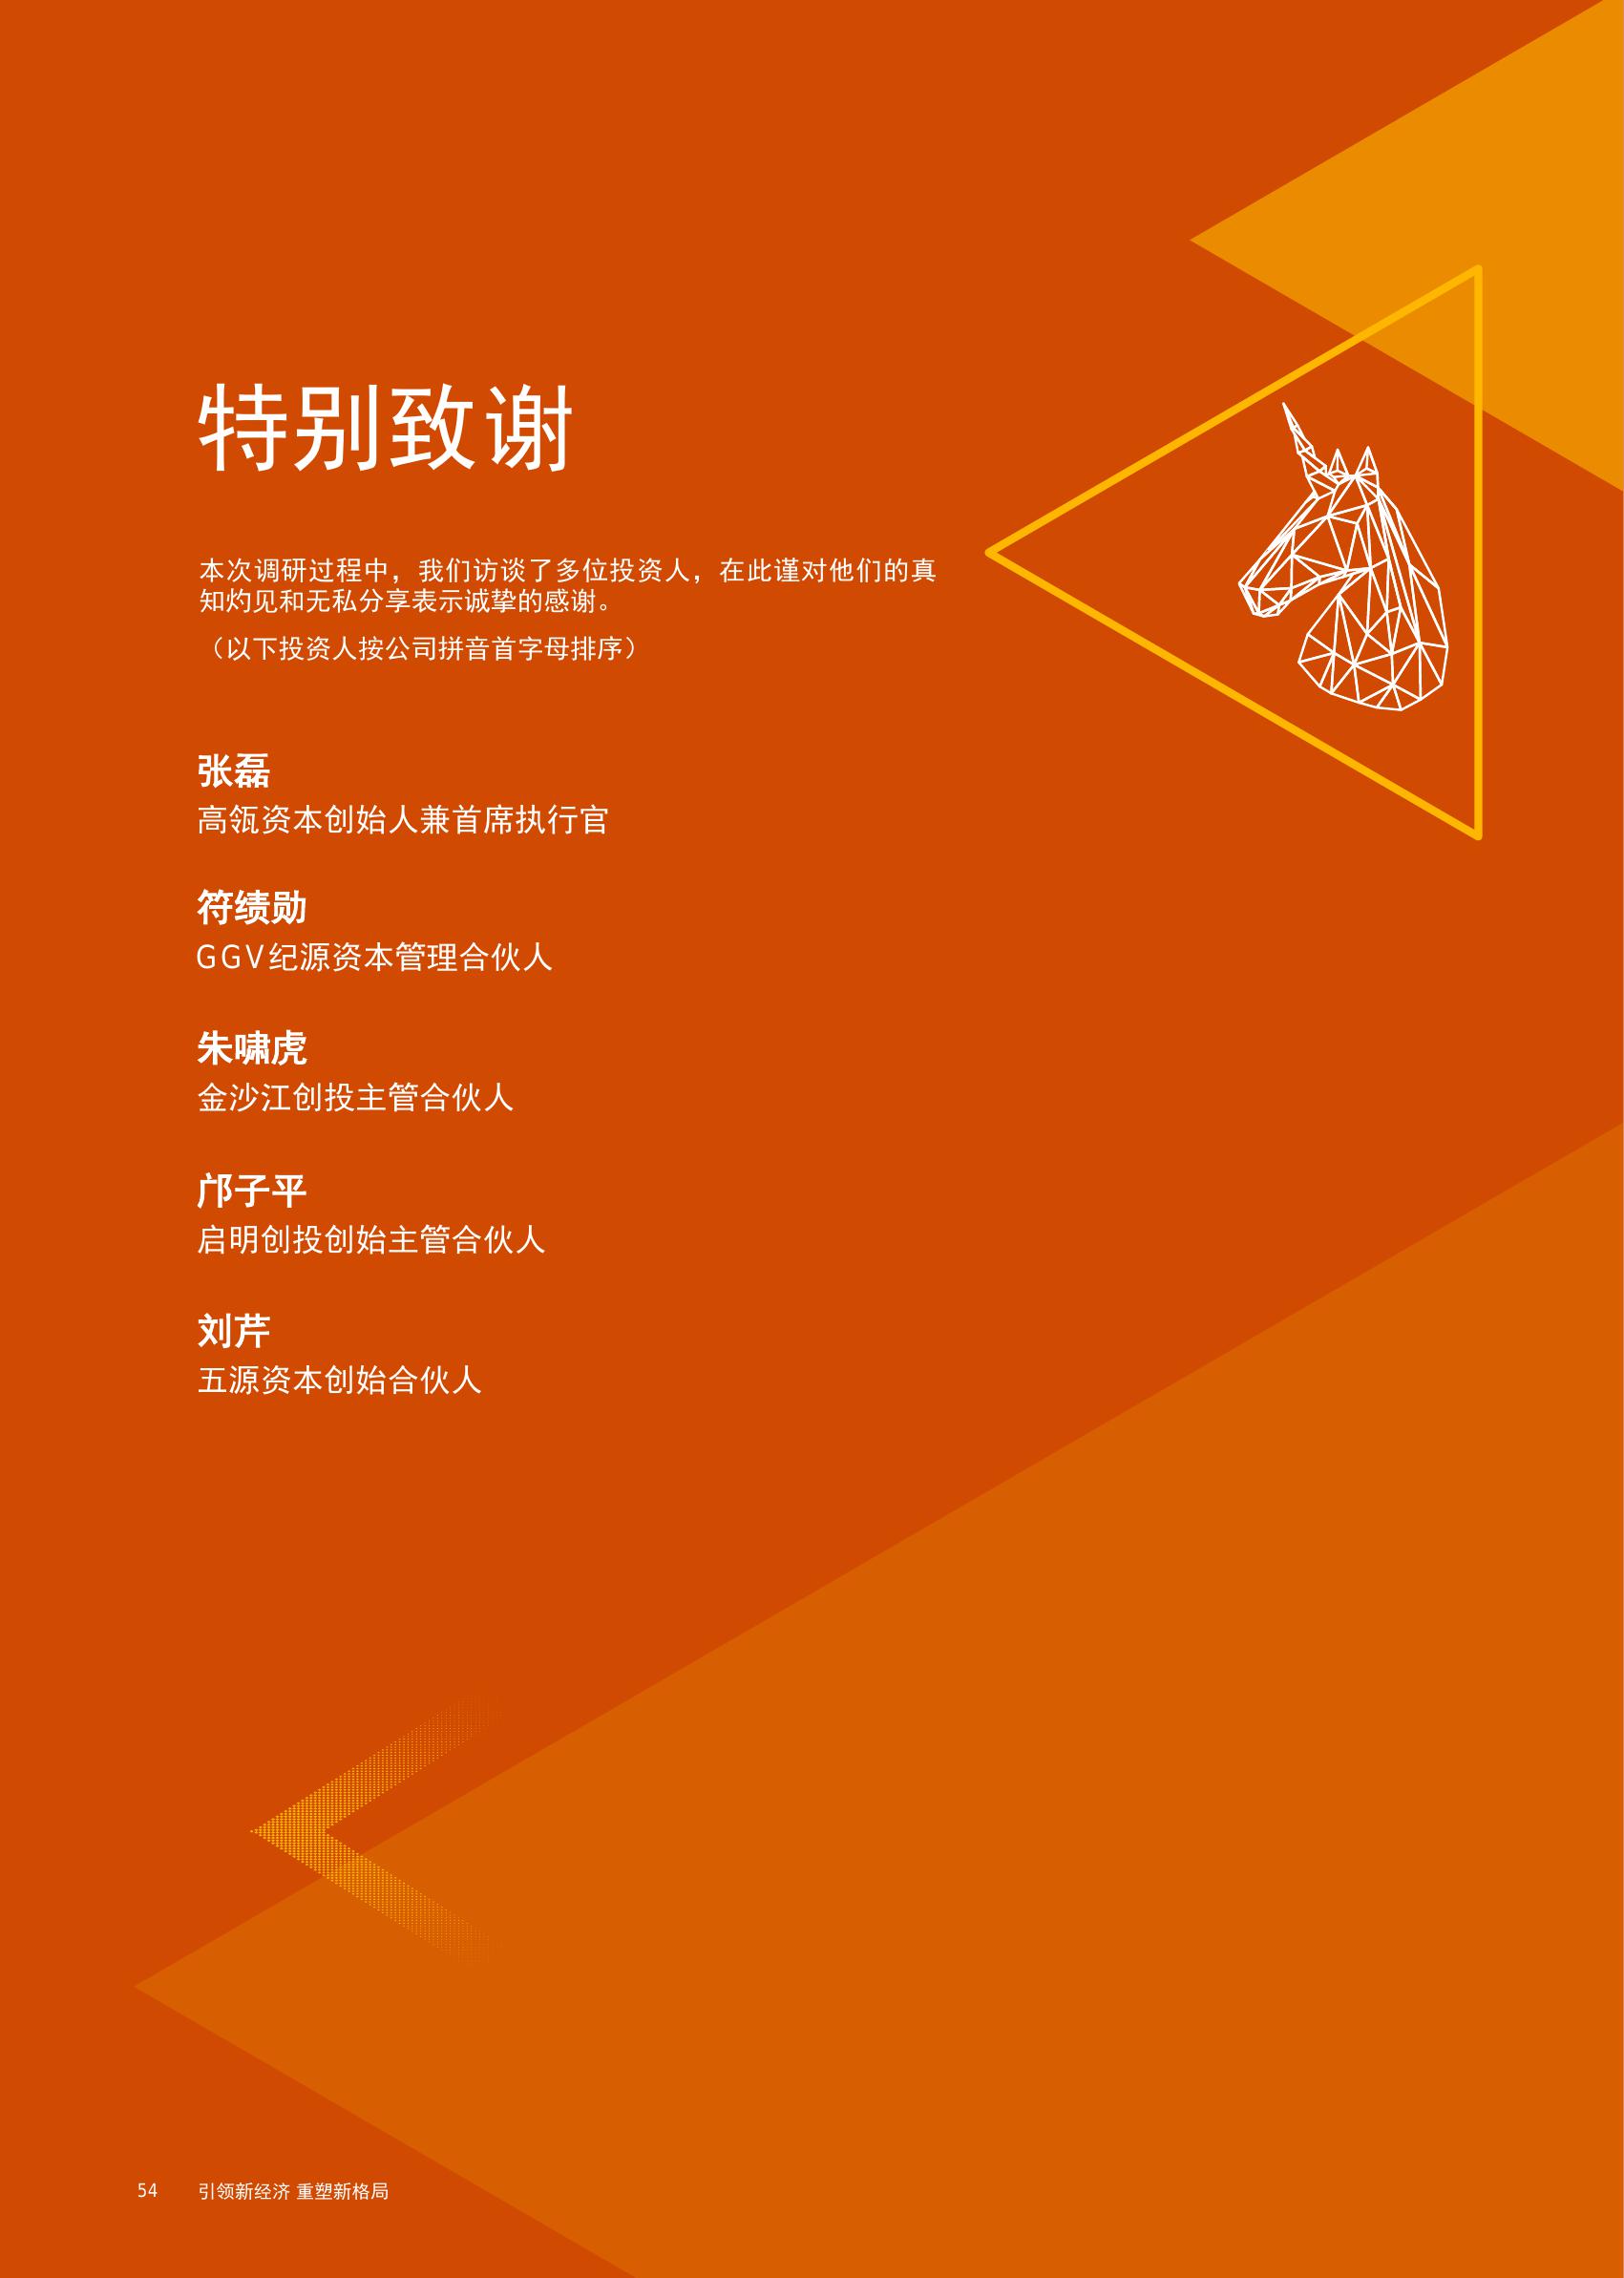 特别致谢
本次调研过程中，我们访谈了多位投资人，在此谨对他们的真
知灼见和无私分享表示诚挚的感谢。
（以下投资人按公司拼音首字母排序）
张磊
高瓴资本创始人兼首席执行官
符绩勋
GGV纪源资本管理合伙人
朱啸虎
金沙江创投主管合伙人
邝子平
启明创投创始主管合伙人
刘芹
五源资本创始合伙人
54 引领新经济 重塑新格局